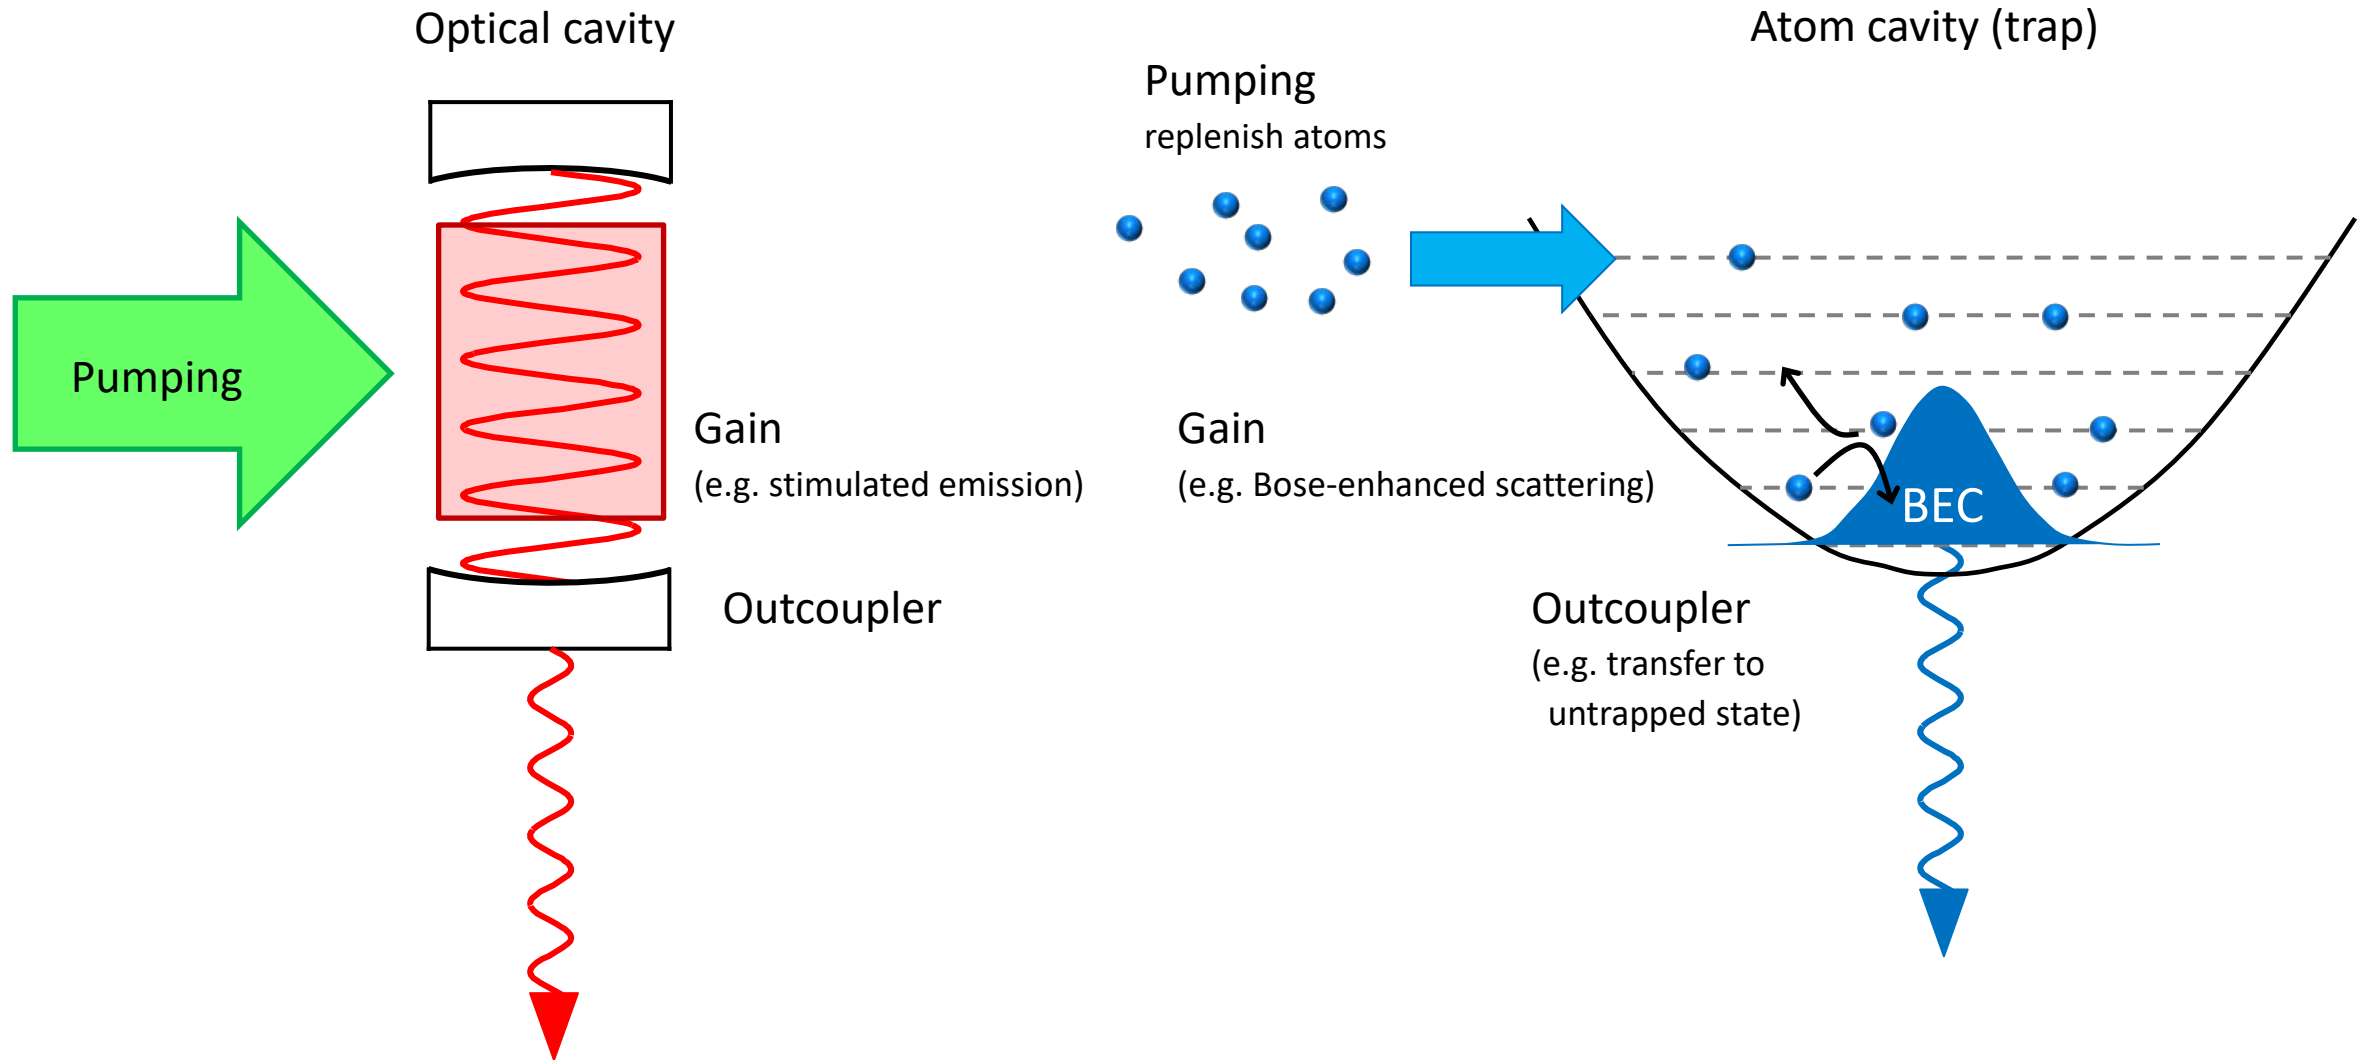 Optical cavity
Pumping
Gain
(e.g. stimulated emission)
Outcoupler
Atom cavity (trap)
Pumping
replenish atoms
Gain
(e.g. Bose-enhanced scattering)
BEC
Outcoupler
(e.g. transfer to
untrapped state)